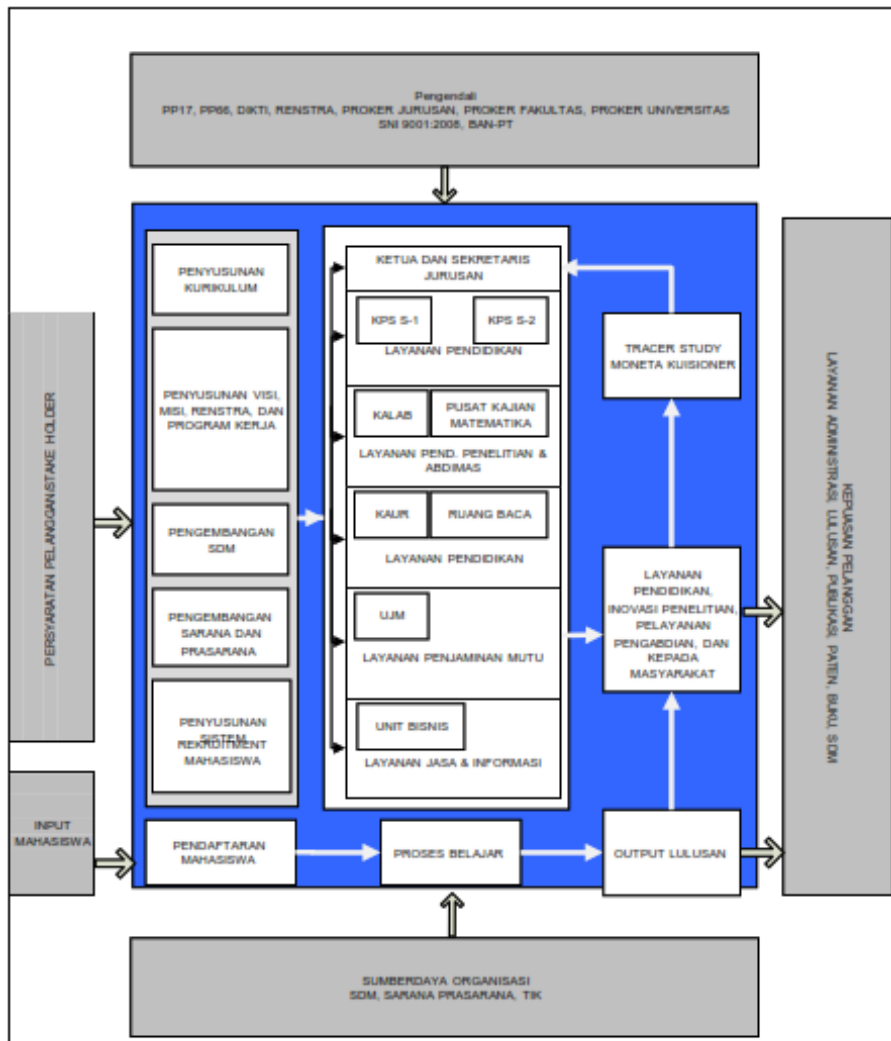 Pengendali
PP17, PP66, DIKTI, RENSTRA, PROKER JURUSAN, PROKER FAKULTAS, PROKER UNIVERSITAS
SNI 9001:2008, BAN-PT
PERSYARATAN PELANGGAN/STAKE HOLDER
INPUT
MAHASISWA
PENYUSUNAN
KURIKULUM
PENYUSUNAN VISI,
MISI, RENSTRA, DAN
PROGRAM KERJA
PENGEMBANGAN
SDM
PENGEMBANGAN
SARANA DAN
PRASARANA
PENYUSUNAN
SISTEM
REKRDITMENT
MAHASISWA
KETUA DAN SEKRETARIS
JURUSAN
KPS S-1
KPS S-2
LAYANAN PENDIDIKAN
KALAB
PUSAT KAJIAN
MATEMATIKA
LAYANAN PEND. PENELITIAN &
ABDIMAS
KAUR
RUANG BACA
LAYANAN PENDIDIKAN
UJM
LAYANAN PENJAMINAN MUTU
UNIT BISNIS
LAYANAN JASA & INFORMASI
TRACER STUDY
MONETA KUISIONER
LAYANAN
PENDIDIKAN,
INOVASI PENELITIAN,
PELAYANAN
PENGABDIAN, DAN
KEPADA
MASYARAKAT
PENDAFTARAN
MAHASISWA
PROSES BELAJAR
OUTPUT LULUSAN
KEPUASAN PELANGGAN
LAYANAN ADMINISTRASI, LULUSAN, PUBLIKASI, PATEN, BUKU, SDM
SUMBERDAYA ORGANISASI
SDM, SARANA PRASARANA, TIK